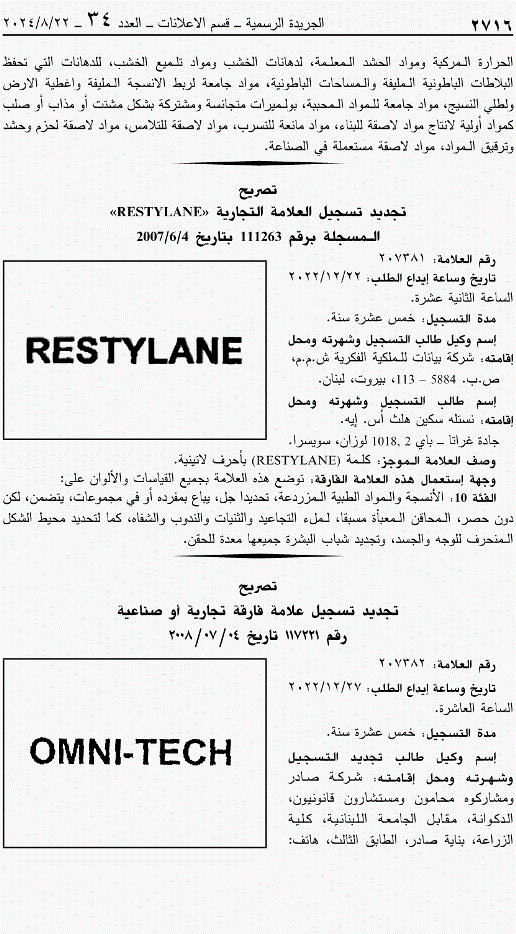 ٢٧١٦
الجريدة الرسمية ـ قسم الاعلانات ـ العدد ٣٤ ـ ٢٠٢٤/٨/٢٢
الحرارة المركبة ومواد الحشد المعلمة، لدهانات الخشب ومواد تلميع الخشب، للدهانات التي تحفظ
البلاطات الباطونية المليفة والمساحات الباطونية، مواد جامعة لربط الانسجة المليفة واغطية الارض
ولطلي النسيج، مواد جامعة للمواد المحببة، بولميرات متجانسة ومشتركة بشكل مشتت أو مذاب أو صلب
كمواد أولية لانتاج مواد لاصقة للبناء، مواد مانعة للتسرب، مواد لاصقة للتلامس، مواد لاصقة لحزم وحشد
وترقيق المواد، مواد لاصقة مستعملة في الصناعة.
تصريح
تجديد تسجيل العلامة التجارية «RESTYLANE»
المسجلة برقم 111263 بتاريخ 2007/6/4
رقم العلامة: ٢٠٧٣٨١
تاريخ وساعة إيداع الطلب: ٢٠٢٢/١٢/٢٢
الساعة الثانية عشرة.
مدة التسجيل: خمس عشرة سنة.
إسم وكيل طالب التسجيل وشهرته ومحل
إقامته: شركة بيانات للملكية الفكرية ش.م.م،
ص.ب. 5884 – 113، بيروت، لبنان.
إسم طالب التسجيل وشهرته ومحل
إقامته: نستله سكين هلث أس. إيه.
جادة غراتا – باي 2, 1018 لوزان، سويسرا.
RESTYLANE
وصف العلامة الموجز: كلمة (RESTYLANE) بأحرف لاتينية.
وجهة إستعمال هذه العلامة الفارقة: توضع هذه العلامة بجميع القياسات والألوان على:
الفئة 10: الأنسجة والمواد الطبية المزردعة، تحديدا جل، يباع بمفرده أو في مجموعات، يتضمن، لكن
دون حصر، المحاقن المعبأة مسبقا، لملء التجاعيد والثنيات والندوب والشفاه، كما لتحديد محيط الشكل
المنحرف للوجه والجسد، وتجديد شباب البشرة جميعها معدة للحقن.
تصريح
تجديد تسجيل علامة فارقة تجارية أو صناعية
رقم ١١٧٢٢١ تاريخ ٢٠٠٨/٠٧/٠٤
رقم العلامة: ٢٠٧٣٨٢
تاريخ وساعة إيداع الطلب: ٢٠٢٢/١٢/٢٧
الساعة العاشرة.
مدة التسجيل: خمس عشرة سنة.
إسم وكيل طالب تجديد التسجيل
وشهرته ومحل إقامته: شركة صادر
ومشاركوه محامون ومستشارون قانونيون،
الدكوانة، مقابل الجامعة اللبنانية، كلية
الزراعة، بناية صادر، الطابق الثالث، هاتف:
OMNI-TECH